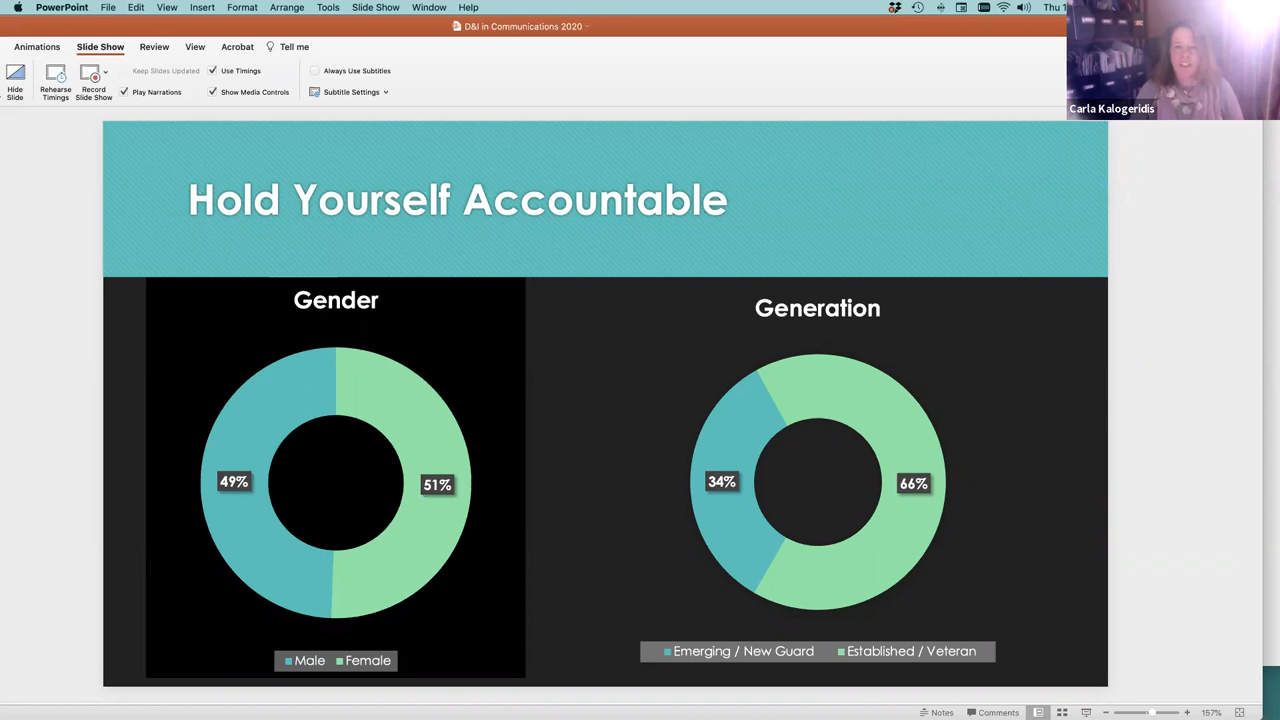 PowerPoint File Edit View Insert Format Arrange Tools Slide Show Window Help Thu 1
D&I in Communications 2020
Animations Slide Show Review View Acrobat Tell me
Keep Slides Updated Use Timings Always Use Subtitles
Hide Slide Rehearse Timings Record Slide Show Play Narrations Show Media Controls Subtitle Settings
Carla Kalogeridis
Hold Yourself Accountable
Gender
Generation
49% 51%
34% 66%
Male Female
Emerging / New Guard Established / Veteran
Notes Comments 157%